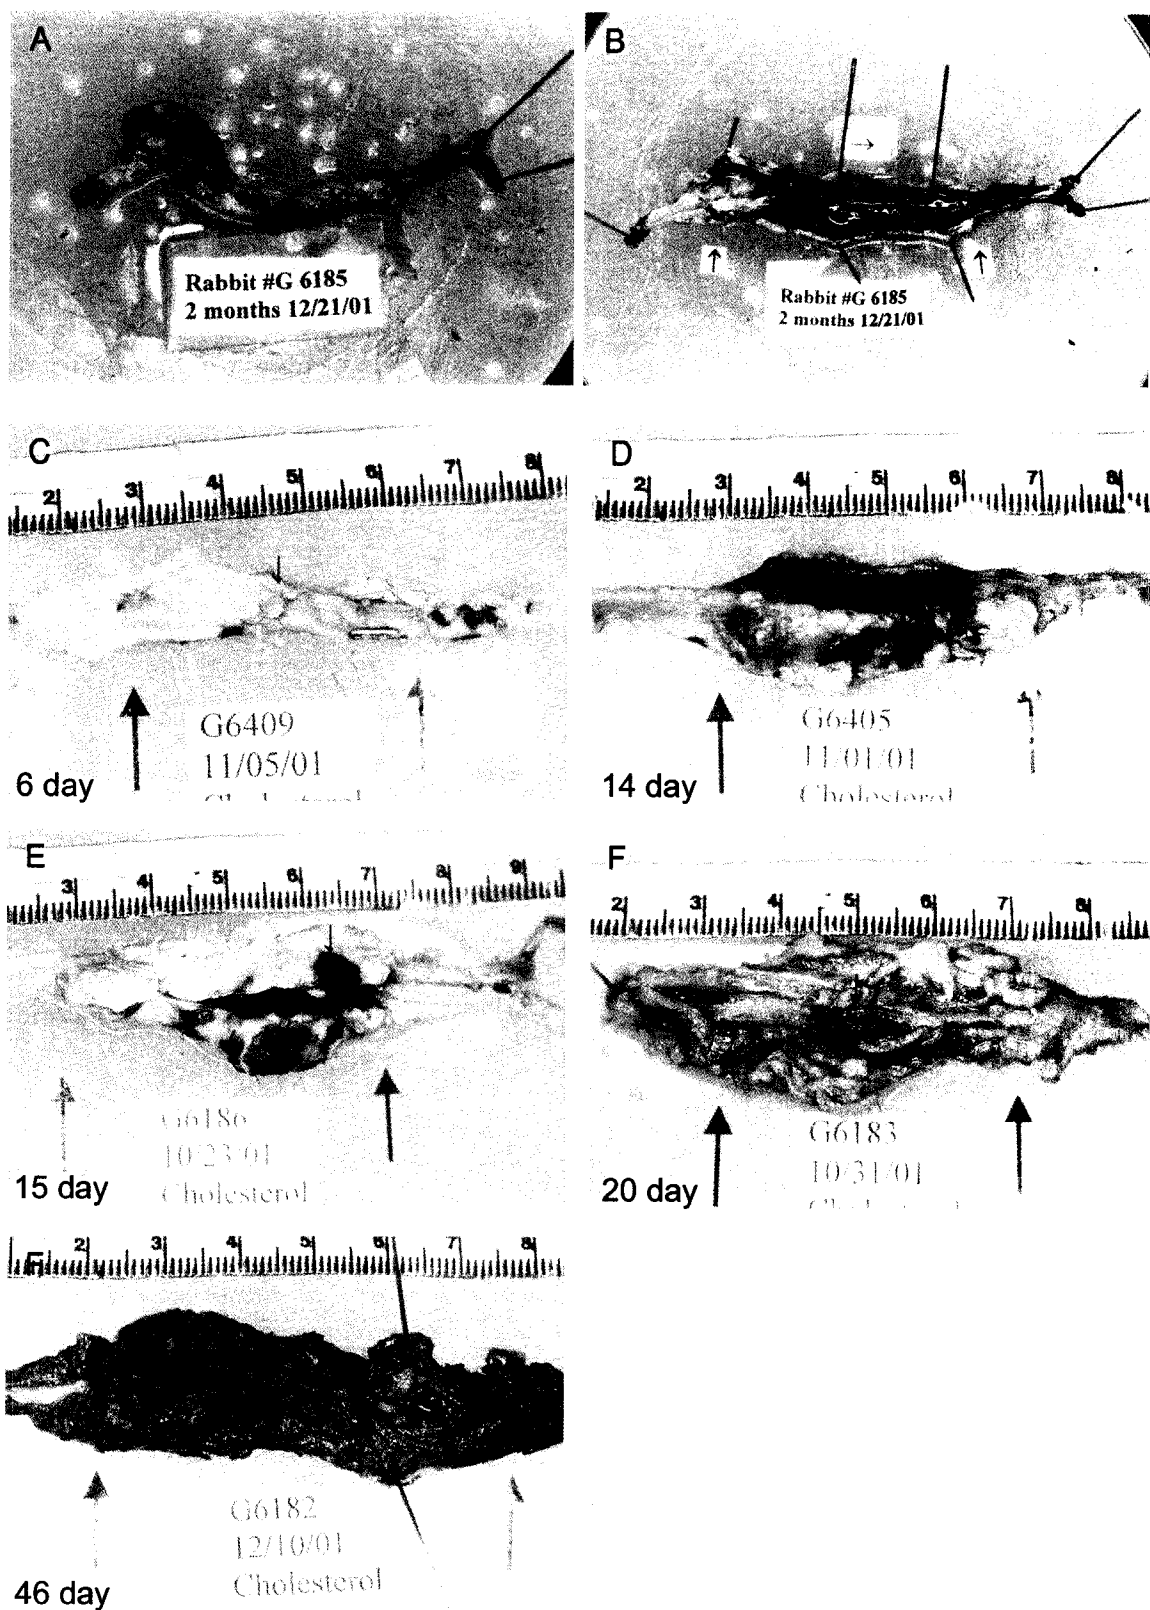 A
Rabbit #G 6185
2 months 12/21/01
B
→
↑ ↑
Rabbit #G 6185
2 months 12/21/01
C
2 3 4 5 6 7 8
G6409
11/05/01
Cholesterol
6 day
D
2 3 4 5 6 7 8
G6405
11/01/01
Cholesterol
14 day
E
3 4 5 6 7 8 9
G6186
10/23/01
Cholesterol
15 day
F
2 3 4 5 6 7 8
G6183
10/31/01
20 day
2 3 4 5 6 7 8
G6182
12/10/01
Cholesterol
46 day